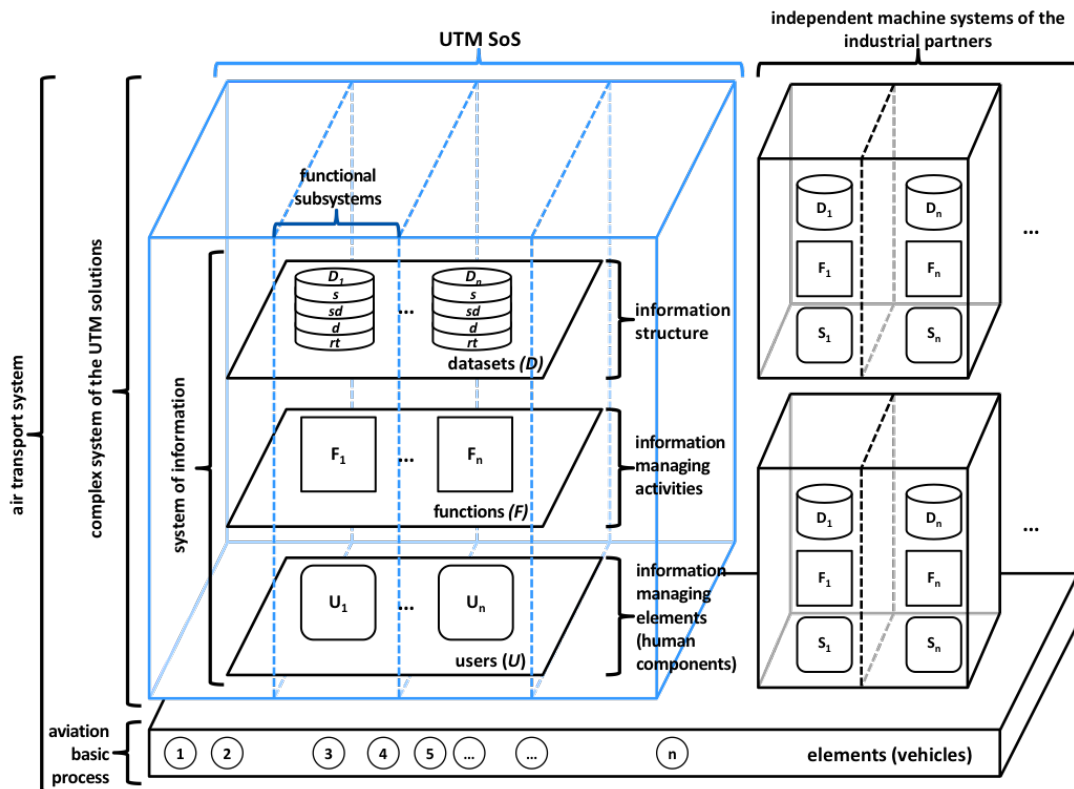 UTM SoS
independent machine systems of the
industrial partners
air transport system
complex system of the UTM solutions
system of information
functional
subsystems
D1
s
sd
d
rt
...
Dn
s
sd
d
rt
datasets (D)
information
structure
F1
...
Fn
functions (F)
information
managing
activities
U1
...
Un
users (U)
information
managing
elements
(human
components)
D1
Dn
...
F1
Fn
S1
Sn
D1
Dn
...
F1
Fn
S1
Sn
aviation
basic
process
1 2 3 4 5 ... ... n
elements (vehicles)